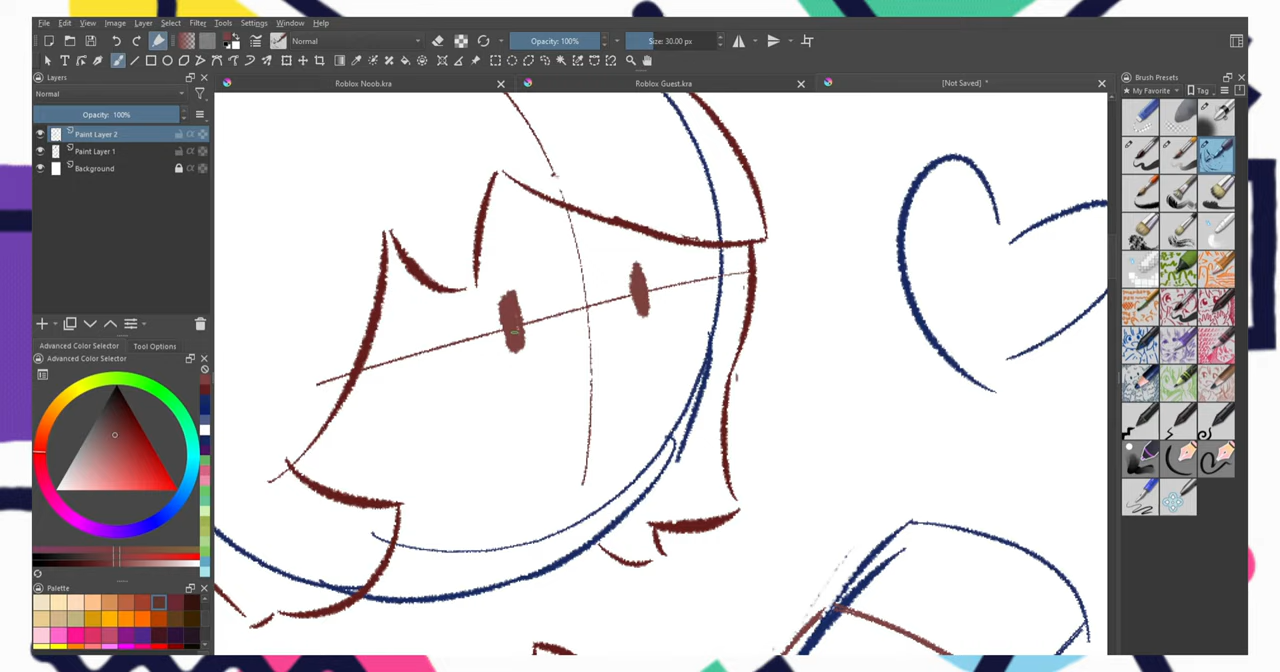 File Edit View Image Layer Select Filter Tools Settings Window Help
Normal Opacity: 100% Size: 30.00 px
Layers Roblox Noob.kra Roblox Guest.kra [Not Saved] * Brush Presets
Normal My Favorite Tag
Opacity: 100%
Paint Layer 2
Paint Layer 1
Background
Advanced Color Selector Tool Options
Advanced Color Selector
Palette